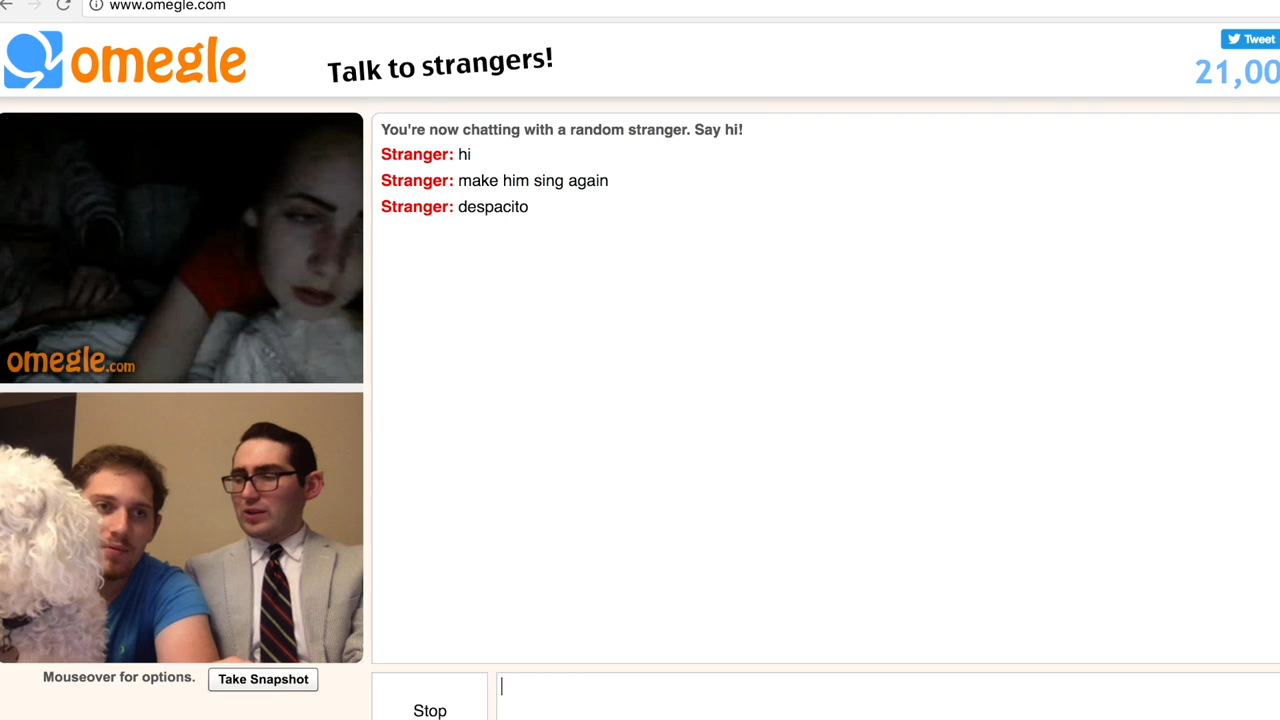 www.omegle.com
omegle
Talk to strangers!
Tweet
21,00
You're now chatting with a random stranger. Say hi!
Stranger: hi
Stranger: make him sing again
Stranger: despacito
omegle.com
Mouseover for options.
Take Snapshot
Stop